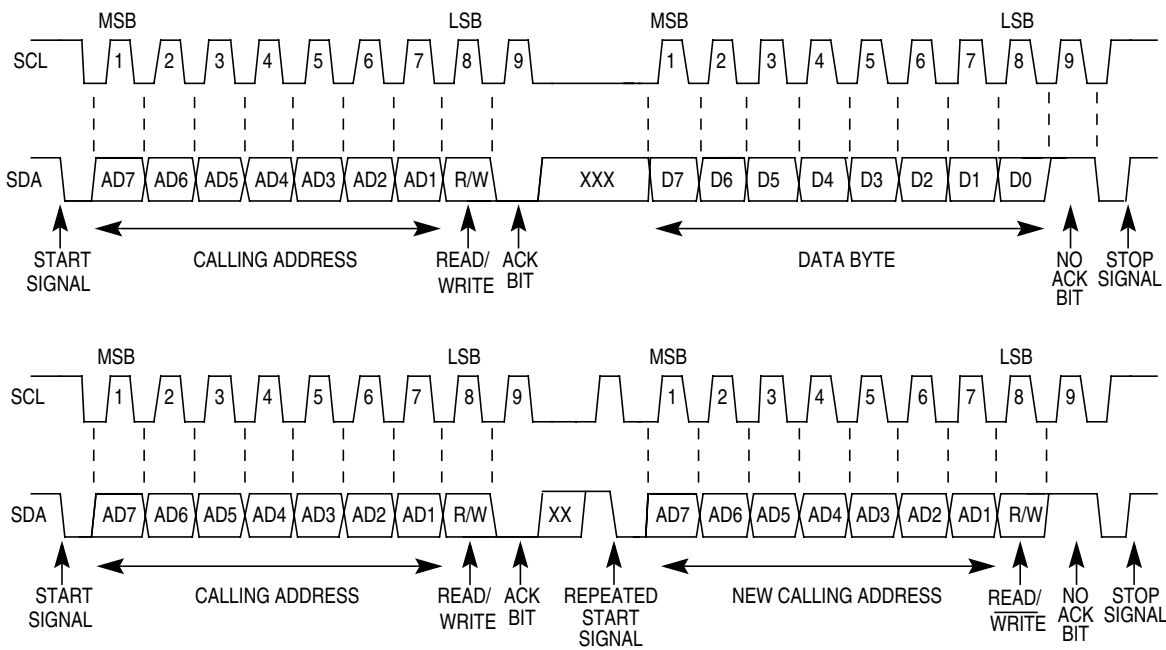 MSB LSB MSB LSB
SCL 1 2 3 4 5 6 7 8 9 1 2 3 4 5 6 7 8 9
SDA AD7 AD6 AD5 AD4 AD3 AD2 AD1 R/W XXX D7 D6 D5 D4 D3 D2 D1 D0
START CALLING ADDRESS READ/ ACK DATA BYTE NO STOP
SIGNAL WRITE BIT ACK SIGNAL
BIT
MSB LSB MSB LSB
SCL 1 2 3 4 5 6 7 8 9 1 2 3 4 5 6 7 8 9
SDA AD7 AD6 AD5 AD4 AD3 AD2 AD1 R/W XX AD7 AD6 AD5 AD4 AD3 AD2 AD1 R/W
START CALLING ADDRESS READ/ ACK REPEATED NEW CALLING ADDRESS READ/ NO STOP
SIGNAL WRITE BIT START WRITE ACK SIGNAL
SIGNAL BIT